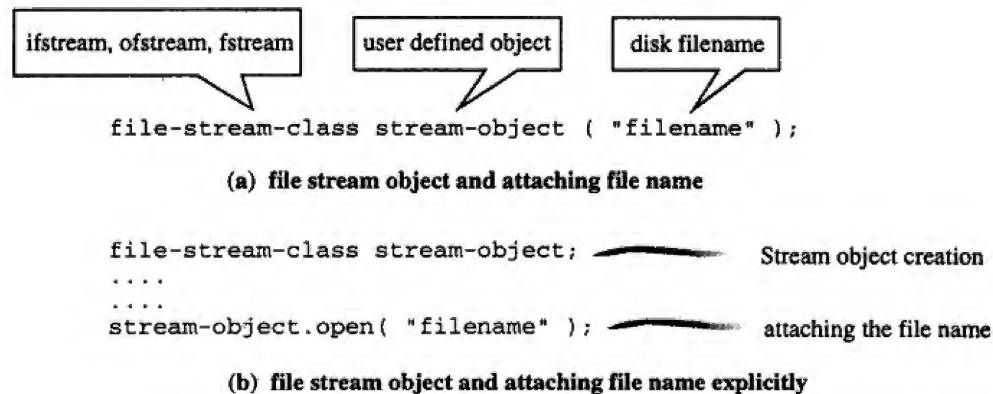 ifstream, ofstream, fstream
user defined object
disk filename
file-stream-class stream-object ( "filename" );
(a) file stream object and attaching file name
file-stream-class stream-object;
Stream object creation
....
....
stream-object.open( "filename" );
attaching the file name
(b) file stream object and attaching file name explicitly